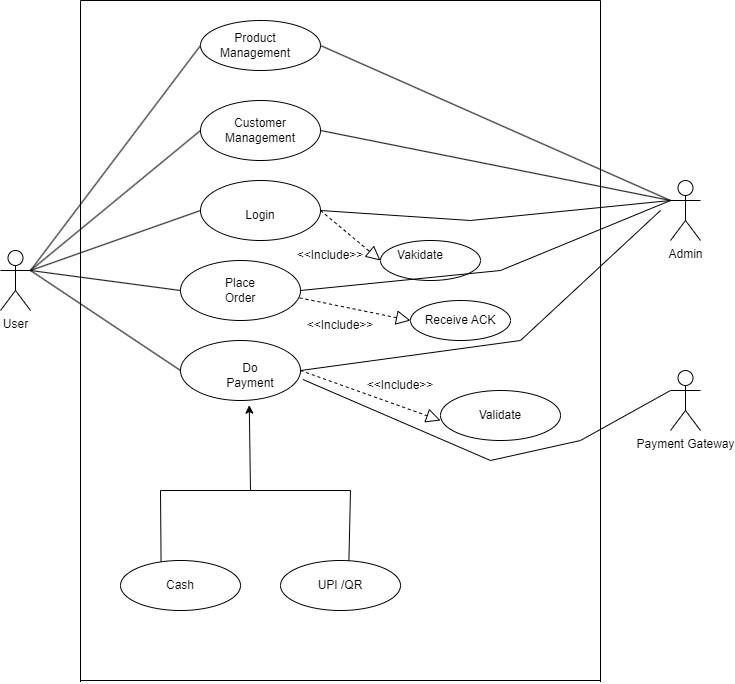 Product
Management
Customer
Management
Login
<<Include>>
Vakidate
Admin
Place
Order
User
<<Include>>
Receive ACK
Do
Payment
<<Include>>
Validate
Payment Gateway
Cash
UPI /QR